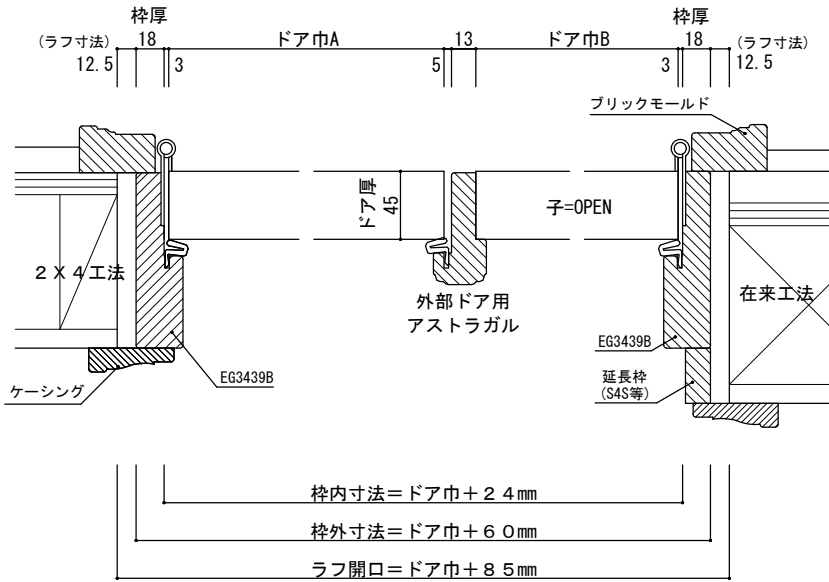 枠厚
枠厚
(ラフ寸法)
18
ドア巾A
13
ドア巾B
18
(ラフ寸法)
12.5
3
5
3
12.5
ブリックモールド
ドア厚
45
子=OPEN
2X4工法
在来工法
外部ドア用
アストラガル
EG3439B
EG3439B
延長枠
(S4S等)
ケーシング
枠内寸法=ドア巾+24mm
枠外寸法=ドア巾+60mm
ラフ開口=ドア巾+85mm